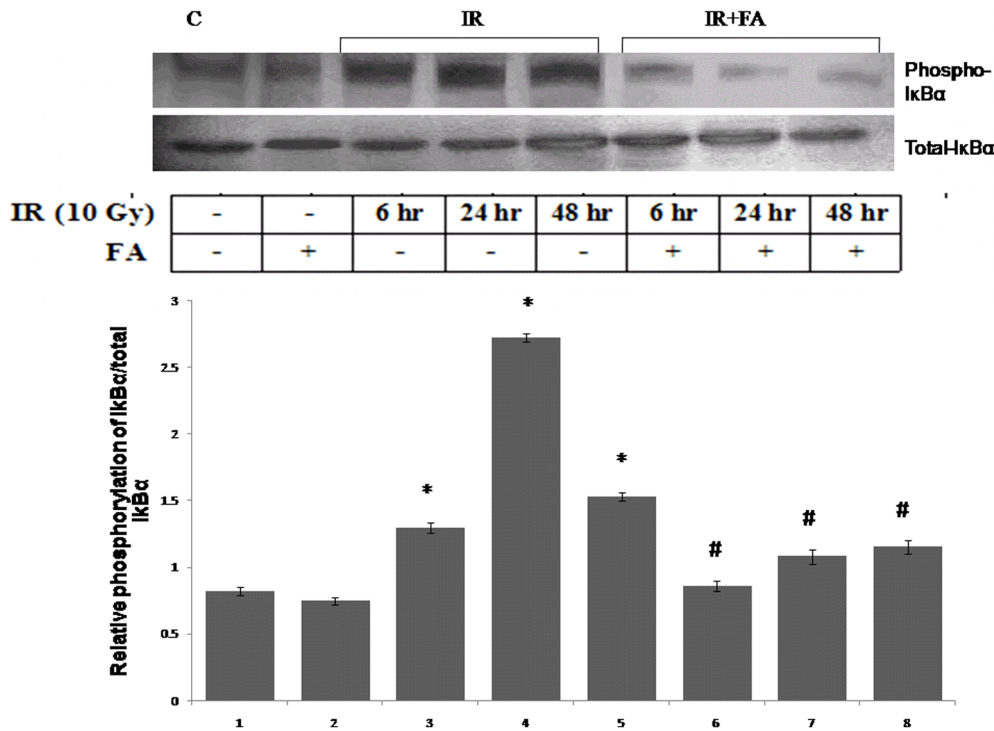 C IR IR+FA
Phospho-
IκBα
Total-IκBα
IR (10 Gy) - - 6 hr 24 hr 48 hr 6 hr 24 hr 48 hr
FA - + - - - + + +
Relative phosphorylation of IκBα/total
IκBα
3
2.5
2
1.5
1
0.5
0
* * * # # #
1 2 3 4 5 6 7 8